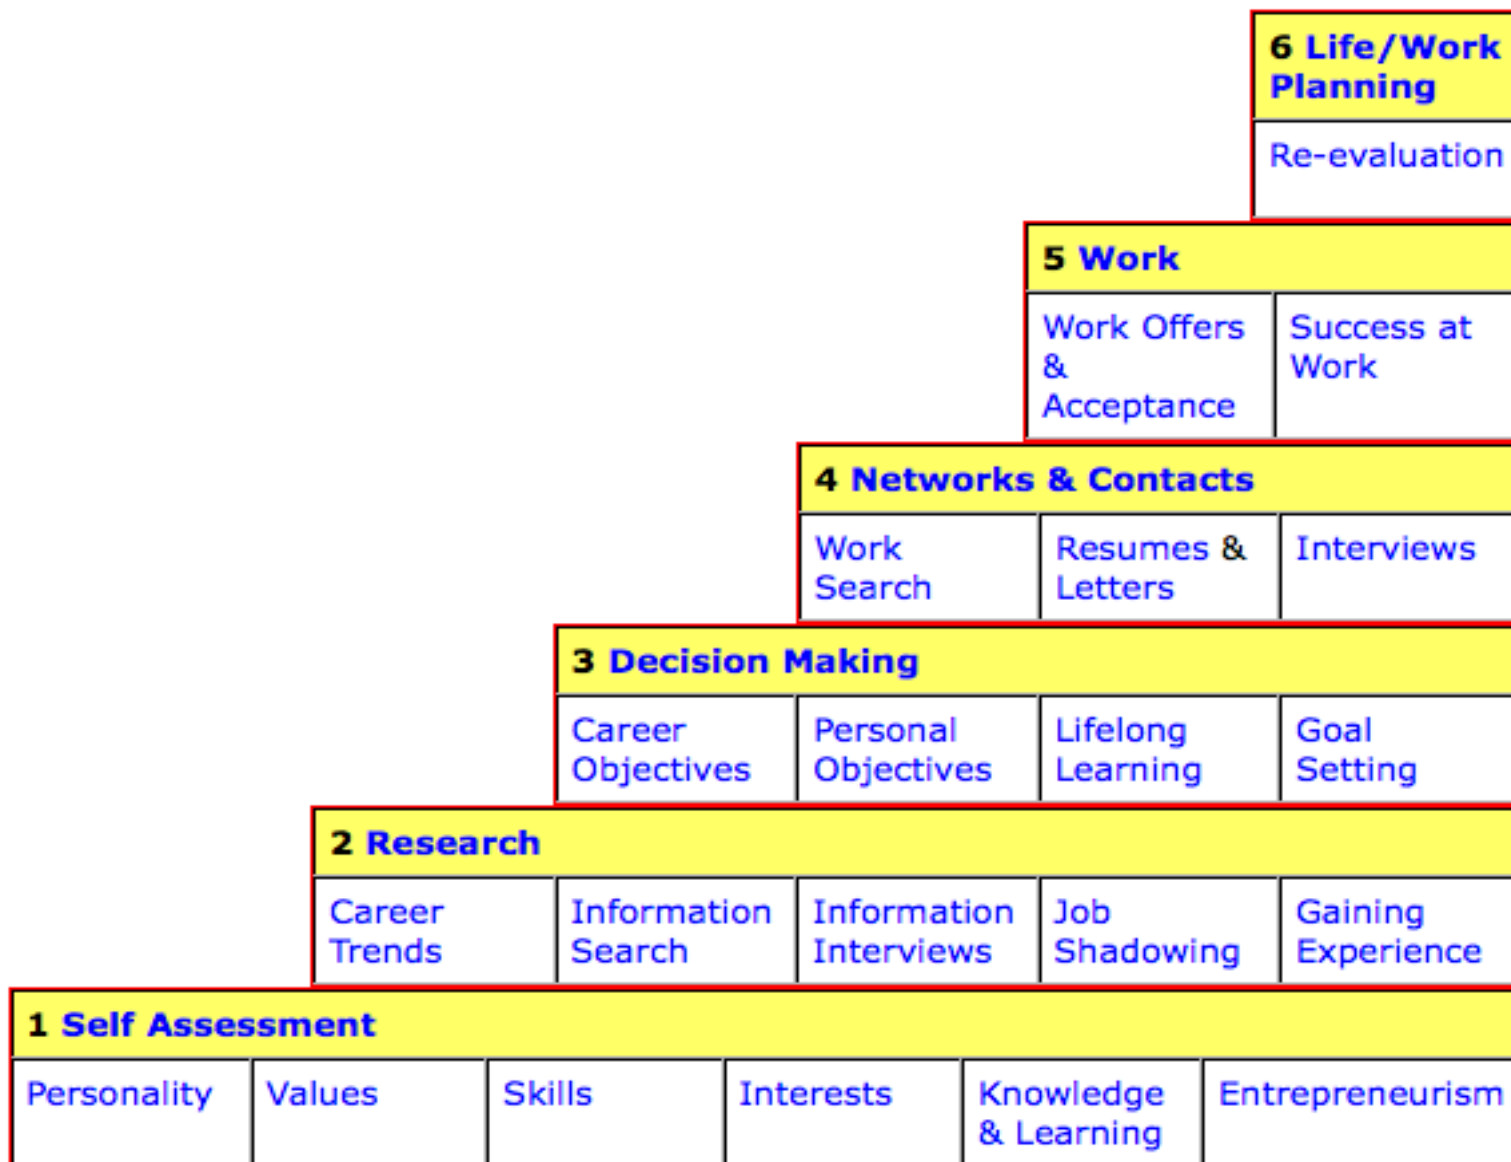 6 Life/Work
Planning
Re-evaluation
5 Work
Work Offers
&
Acceptance
Success at
Work
4 Networks & Contacts
Work
Search
Resumes &
Letters
Interviews
3 Decision Making
Career
Objectives
Personal
Objectives
Lifelong
Learning
Goal
Setting
2 Research
Career
Trends
Information
Search
Information
Interviews
Job
Shadowing
Gaining
Experience
1 Self Assessment
Personality
Values
Skills
Interests
Knowledge
& Learning
Entrepreneurism